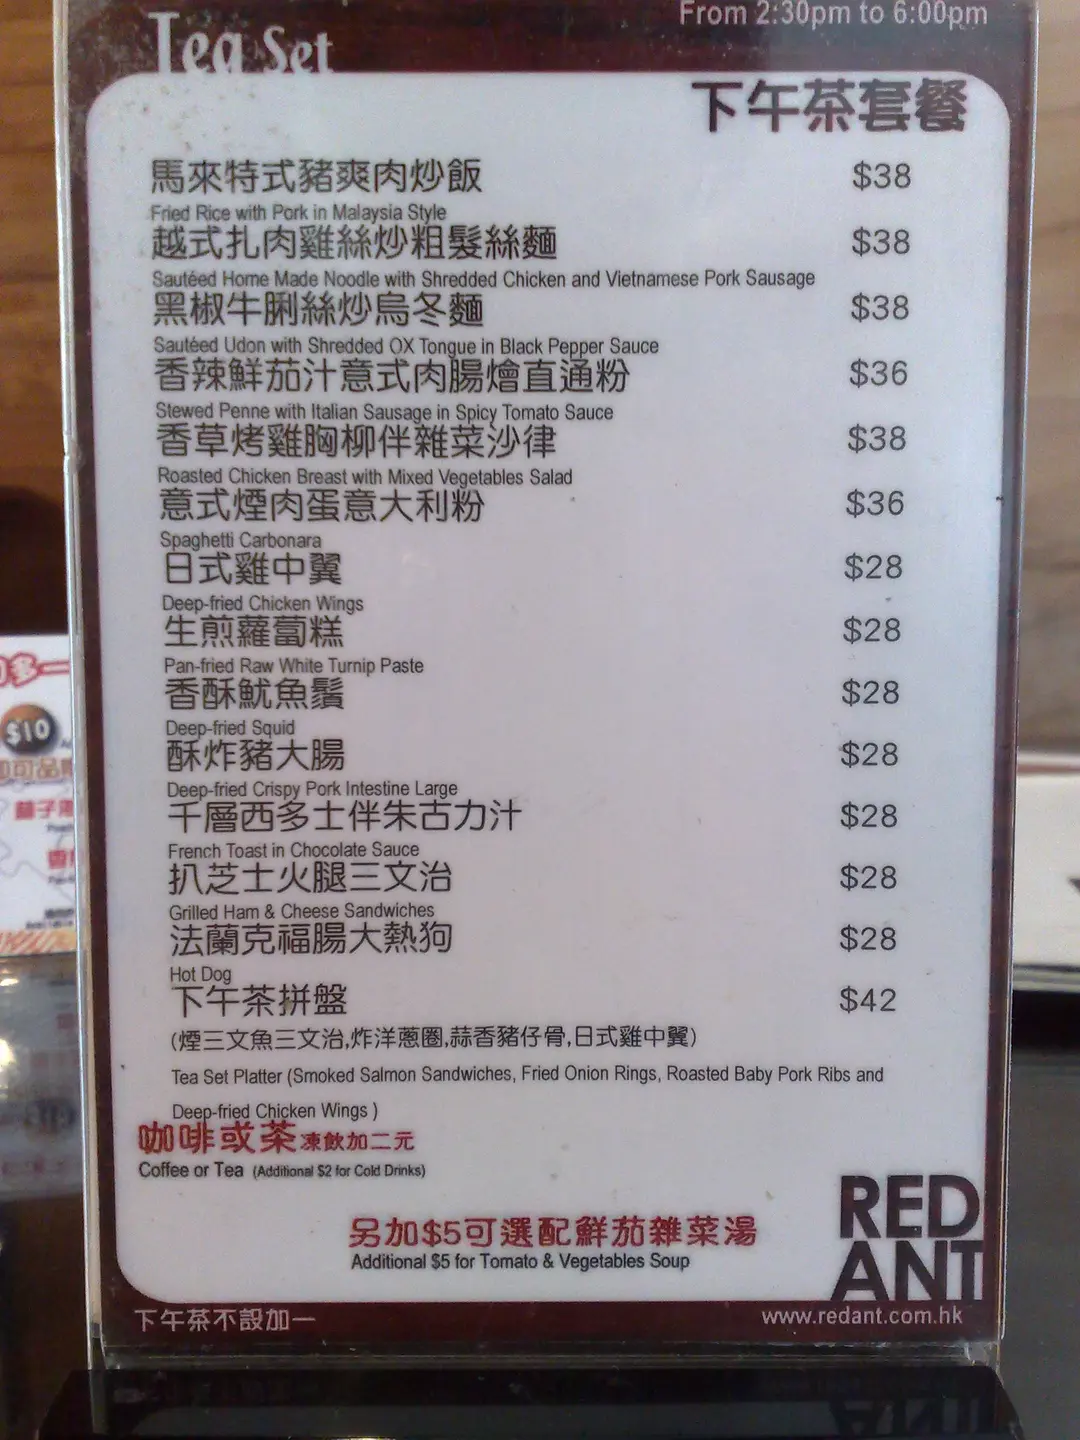 From 2:30pm to 6:00pm
Tea Set
下午茶套餐
馬來特式豬爽肉炒飯 $38
Fried Rice with Pork in Malaysia Style
越式扎肉雞絲炒粗髮絲麵 $38
Sautéed Home Made Noodle with Shredded Chicken and Vietnamese Pork Sausage
黑椒牛脷絲炒烏冬麵 $38
Sautéed Udon with Shredded OX Tongue in Black Pepper Sauce
香辣鮮茄汁意式肉腸燴直通粉 $36
Stewed Penne with Italian Sausage in Spicy Tomato Sauce
香草烤雞胸柳伴雜菜沙律 $38
Roasted Chicken Breast with Mixed Vegetables Salad
意式煙肉蛋意大利粉 $36
Spaghetti Carbonara
日式雞中翼 $28
Deep-fried Chicken Wings
生煎蘿蔔糕 $28
Pan-fried Raw White Turnip Paste
香酥魷魚鬚 $28
Deep-fried Squid
酥炸豬大腸 $28
Deep-fried Crispy Pork Intestine Large
千層西多士伴朱古力汁 $28
French Toast in Chocolate Sauce
扒芝士火腿三文治 $28
Grilled Ham & Cheese Sandwiches
法蘭克福腸大熱狗 $28
Hot Dog
下午茶拼盤 $42
(煙三文魚三文治,炸洋蔥圈,蒜香豬仔骨,日式雞中翼)
Tea Set Platter (Smoked Salmon Sandwiches, Fried Onion Rings, Roasted Baby Pork Ribs and
Deep-fried Chicken Wings )
咖啡或茶 凍飲加二元
Coffee or Tea (Additional $2 for Cold Drinks)
另加$5可選配鮮茄雜菜湯
Additional $5 for Tomato & Vegetables Soup
RED
ANT
下午茶不設加一
www.redant.com.hk
$10